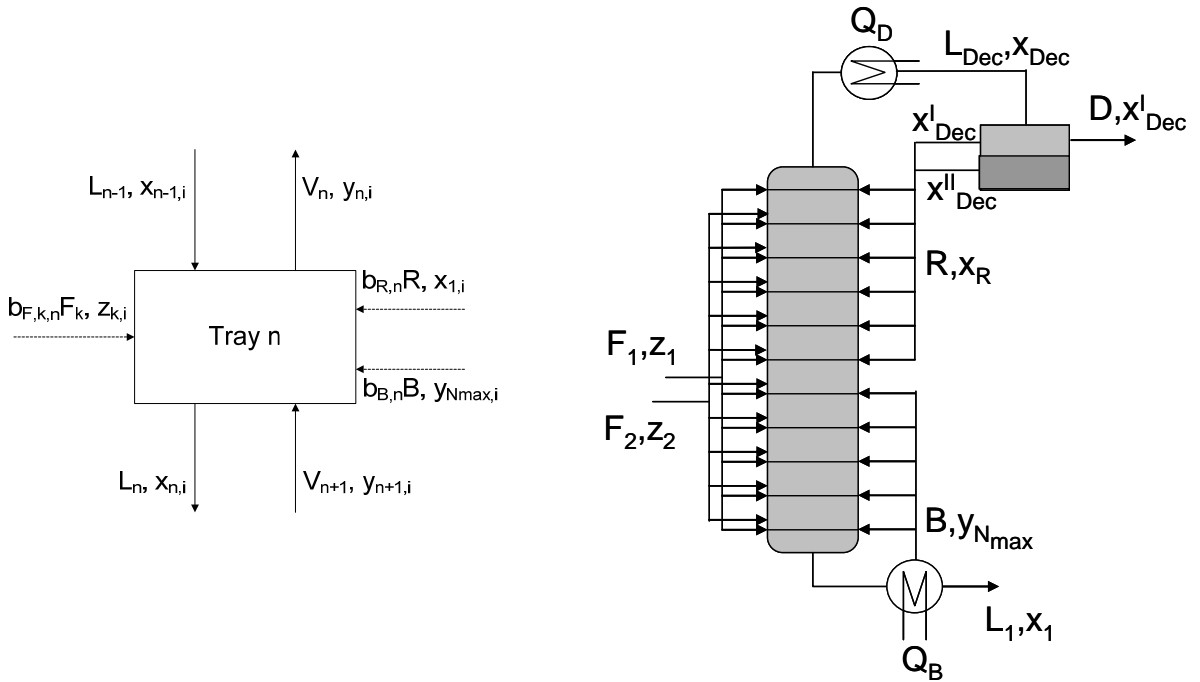 L_{n-1}, x_{n-1,i}
V_n, y_{n,i}
b_{F,k,n}F_k, z_{k,i}
Tray n
b_{R,n}R, x_{1,i}
b_{B,n}B, y_{Nmax,i}
L_n, x_{n,i}
V_{n+1}, y_{n+1,i}
Q_D
L_{Dec},x_{Dec}
x^I_{Dec}
D,x^I_{Dec}
x^{II}_{Dec}
R,x_R
F_1,z_1
F_2,z_2
B,y_{N_{max}}
L_1,x_1
Q_B